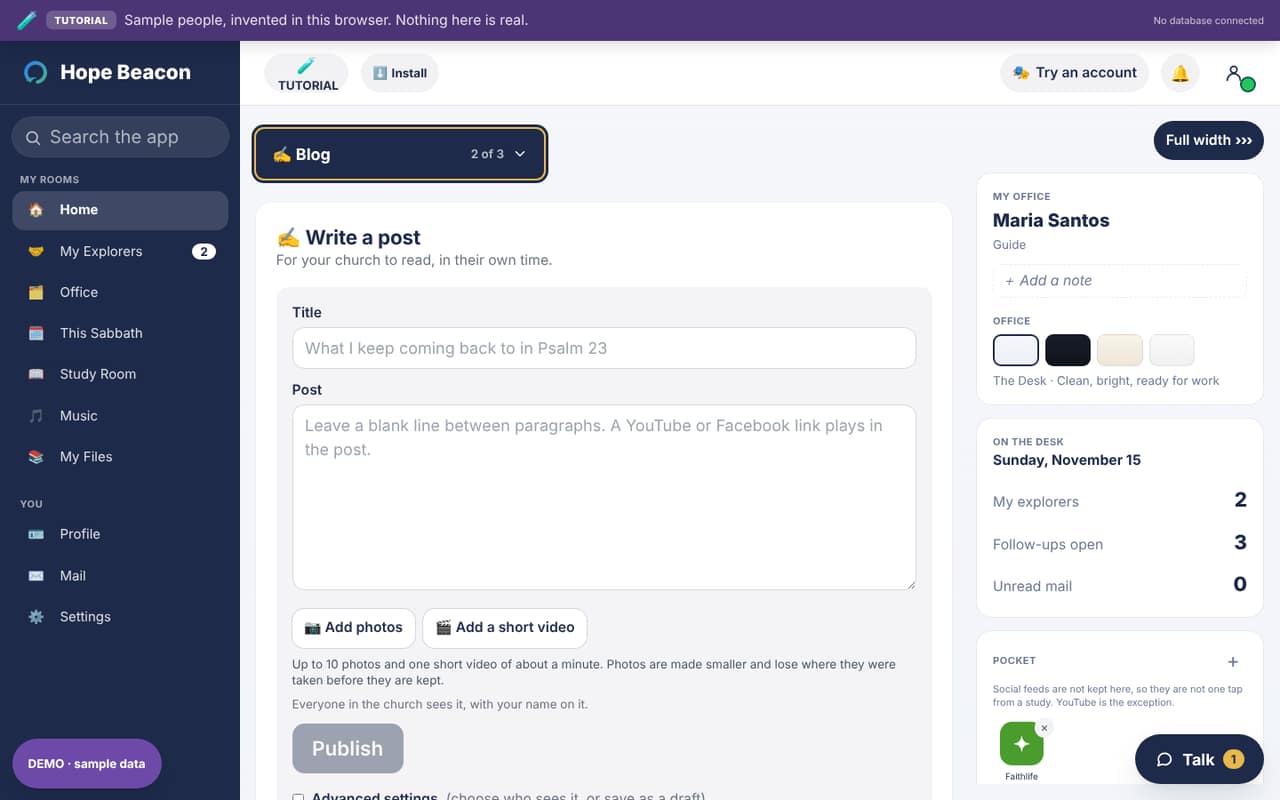 TUTORIAL Sample people, invented in this browser. Nothing here is real.
No database connected
Hope Beacon
Search the app
MY ROOMS
Home
My Explorers 2
Office
This Sabbath
Study Room
Music
My Files
YOU
Profile
Mail
Settings
DEMO · sample data
TUTORIAL
Install
Try an account
Blog 2 of 3
Full width ›››
Write a post
For your church to read, in their own time.
Title
What I keep coming back to in Psalm 23
Post
Leave a blank line between paragraphs. A YouTube or Facebook link plays in
the post.
Add photos
Add a short video
Up to 10 photos and one short video of about a minute. Photos are made smaller and lose where they were
taken before they are kept.
Everyone in the church sees it, with your name on it.
Publish
Advanced settings (choose who sees it, or save as a draft)
MY OFFICE
Maria Santos
Guide
+ Add a note
OFFICE
The Desk · Clean, bright, ready for work
ON THE DESK
Sunday, November 15
My explorers 2
Follow-ups open 3
Unread mail 0
POCKET +
Social feeds are not kept here, so they are not one tap
from a study. YouTube is the exception.
×
Faithlife
Talk 1